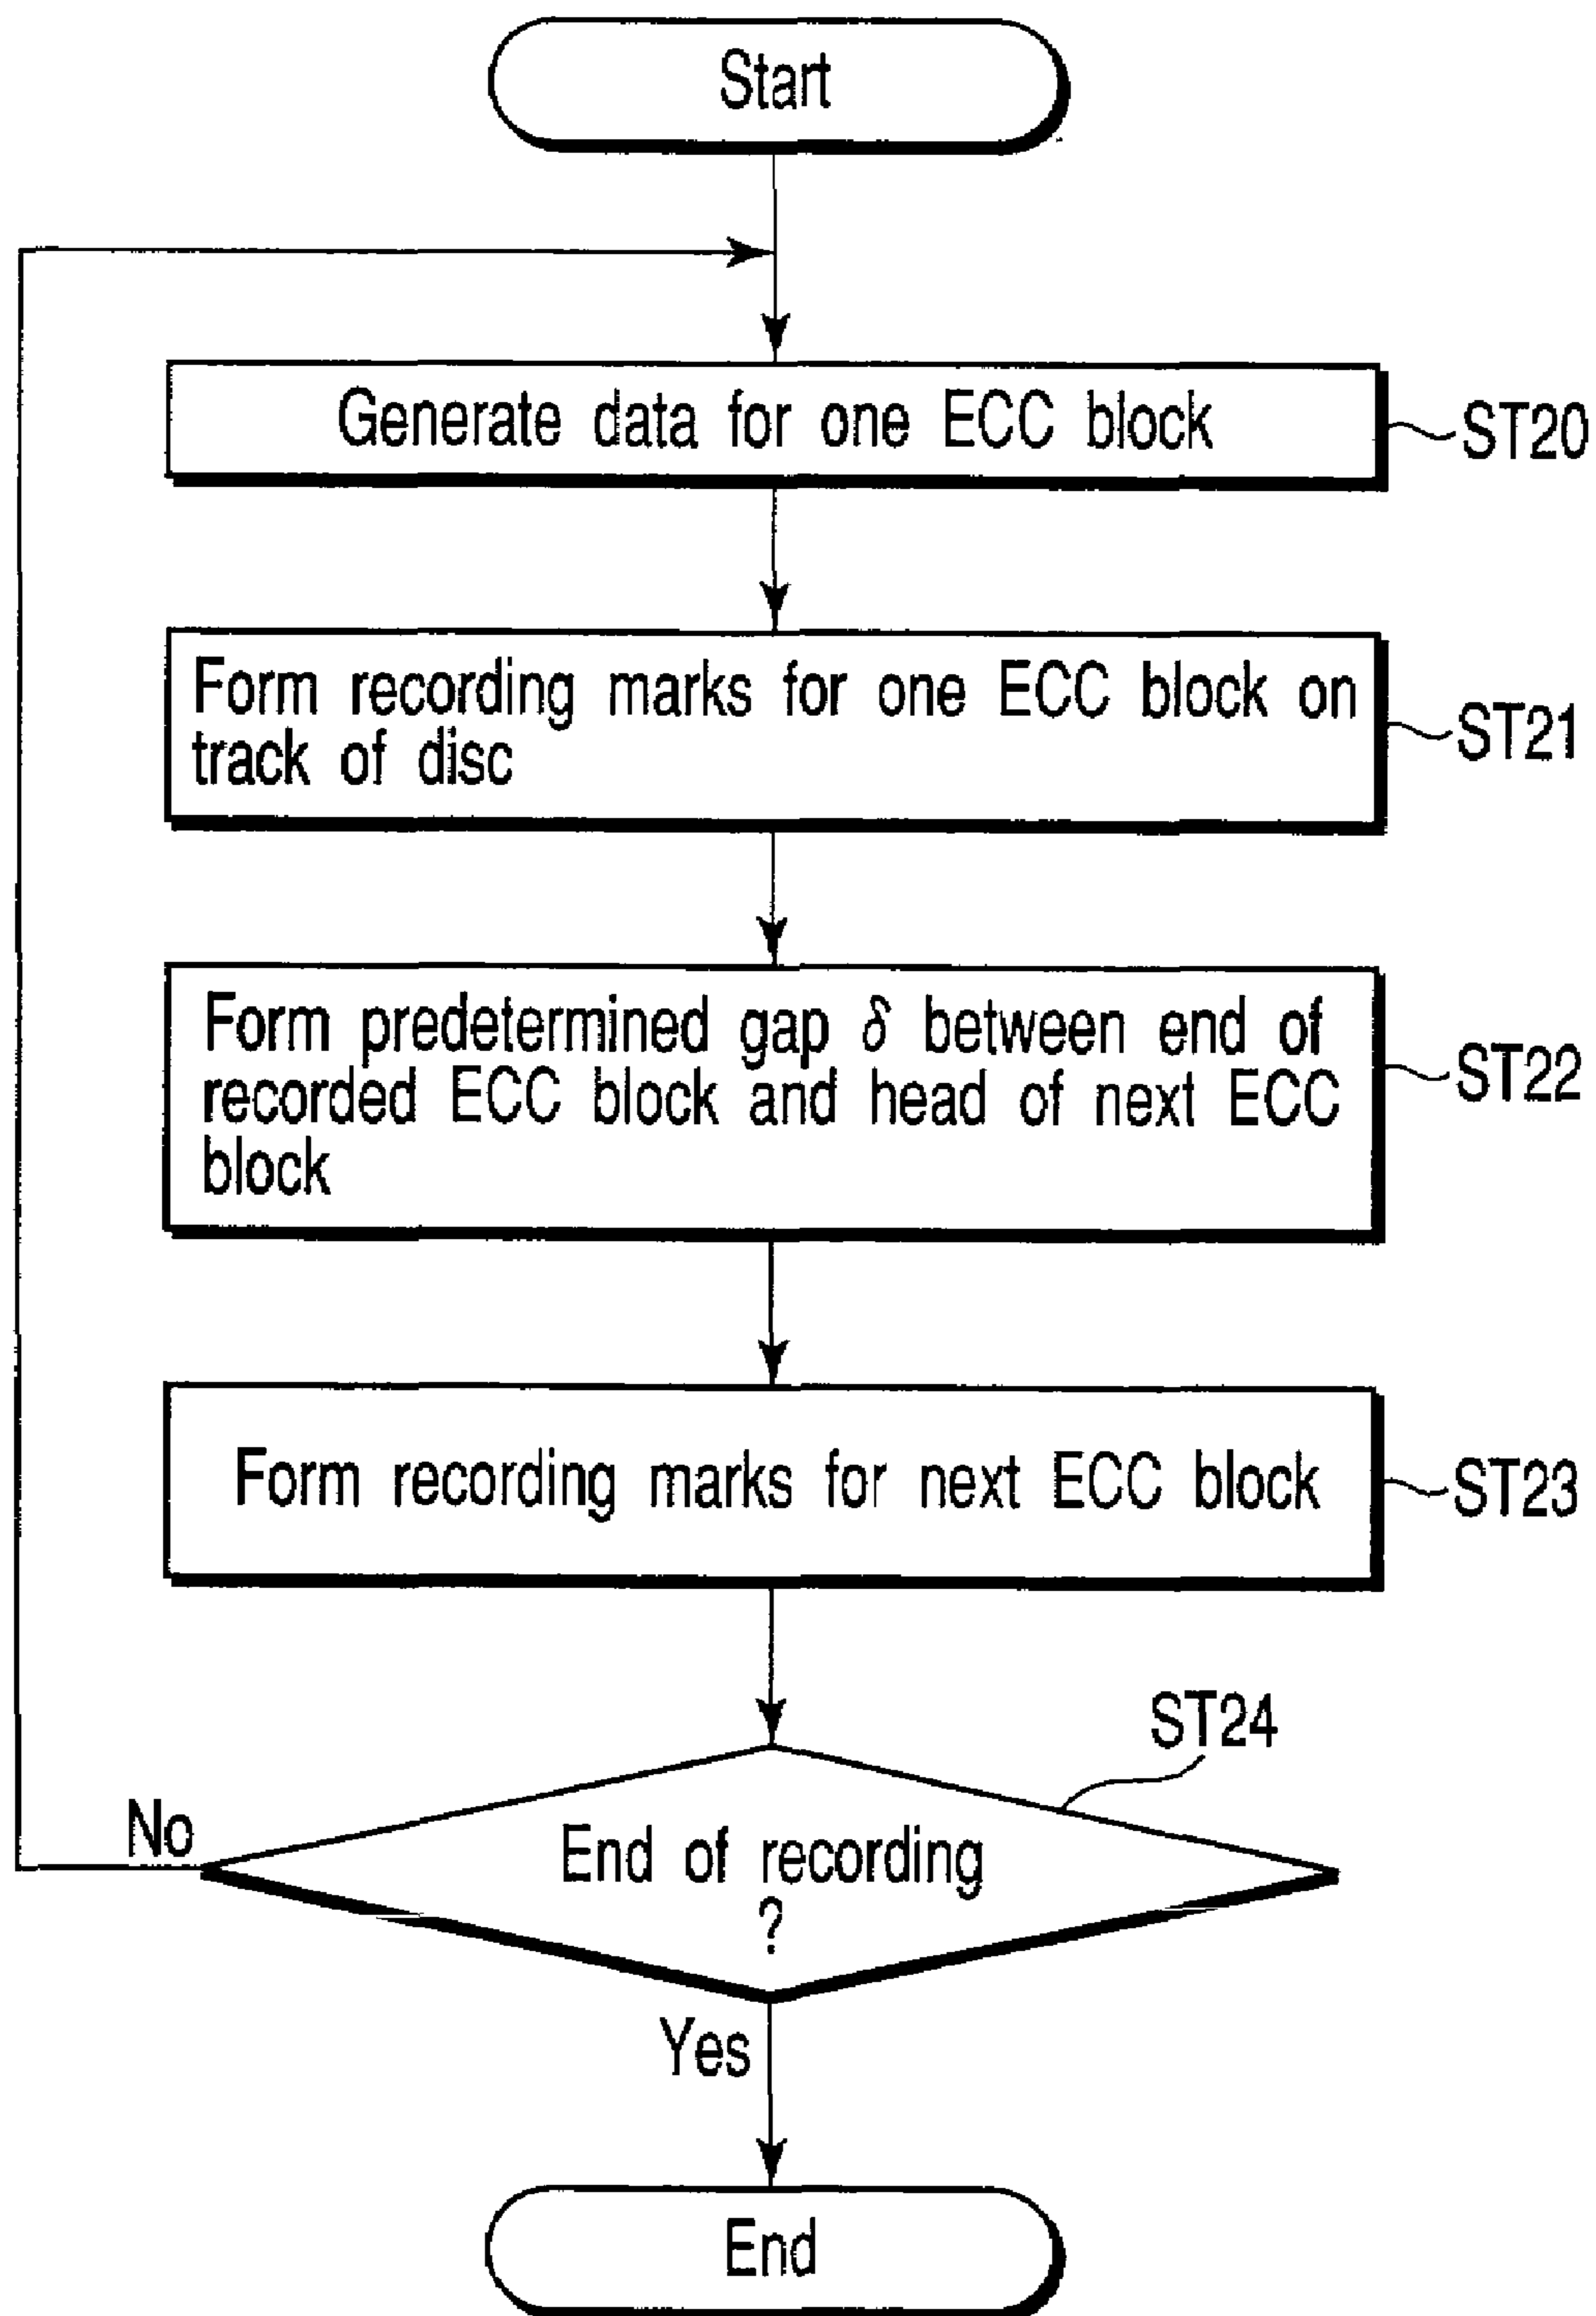 Start
Generate data for one ECC block
ST20
Form recording marks for one ECC block on
track of disc
ST21
Form predetermined gap δ between end of
recorded ECC block and head of next ECC
block
ST22
Form recording marks for next ECC block
ST23
ST24
No
End of recording
?
Yes
End